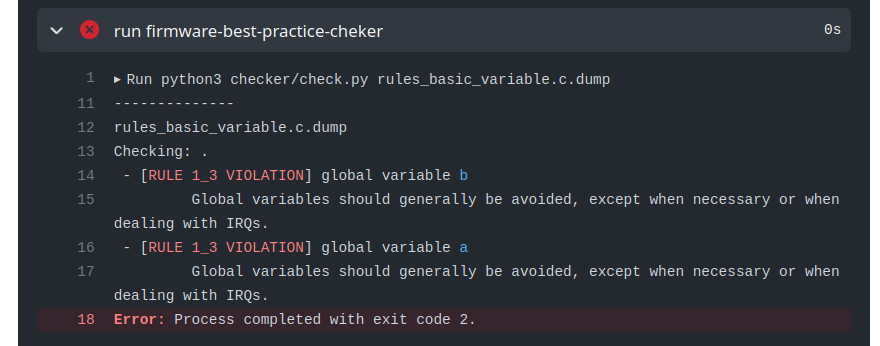 run firmware-best-practice-cheker 0s
1 ▸ Run python3 checker/check.py rules_basic_variable.c.dump
11 --------------
12 rules_basic_variable.c.dump
13 Checking: .
14 - [RULE 1_3 VIOLATION] global variable b
15 Global variables should generally be avoided, except when necessary or when
dealing with IRQs.
16 - [RULE 1_3 VIOLATION] global variable a
17 Global variables should generally be avoided, except when necessary or when
dealing with IRQs.
18 Error: Process completed with exit code 2.